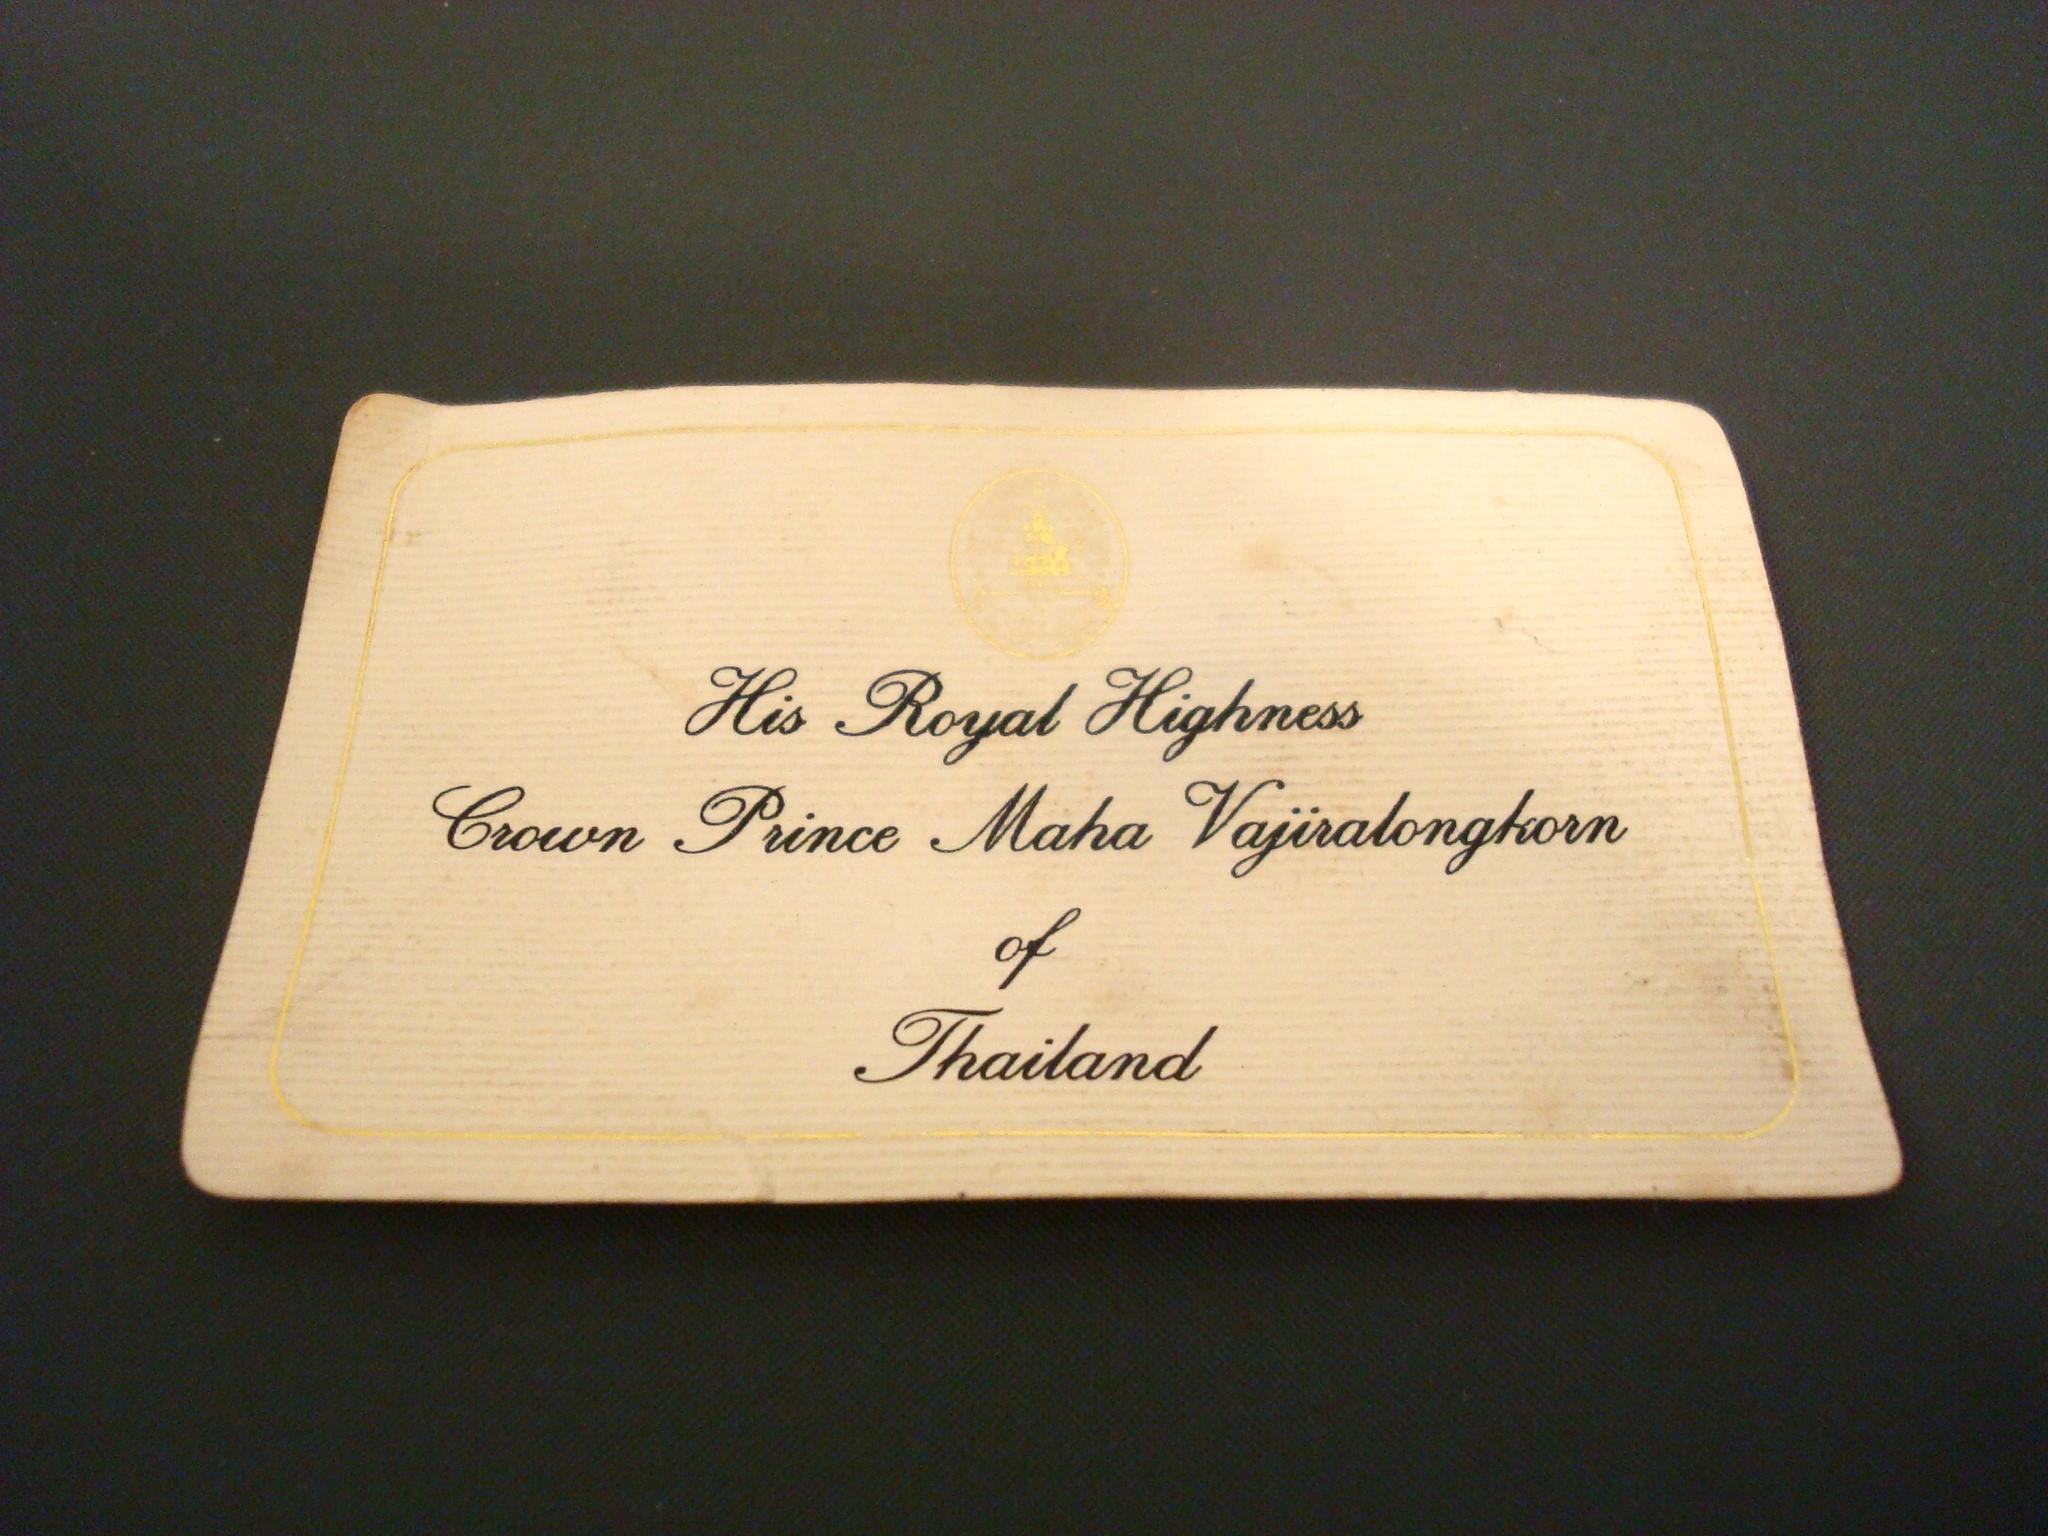 His Royal Highness
Crown Prince Maha Vajiralongkorn
of
Thailand